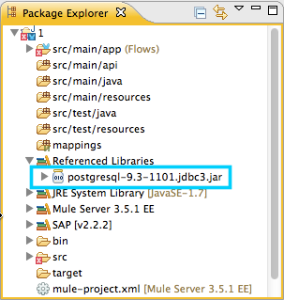 Package Explorer
1
src/main/app (Flows)
src/main/api
src/main/java
src/main/resources
src/test/java
src/test/resources
mappings
Referenced Libraries
postgresql-9.3-1101.jdbc3.jar
JRE System Library [JavaSE-1.7]
Mule Server 3.5.1 EE
SAP [v2.2.2]
bin
src
target
mule-project.xml [Mule Server 3.5.1 EE]